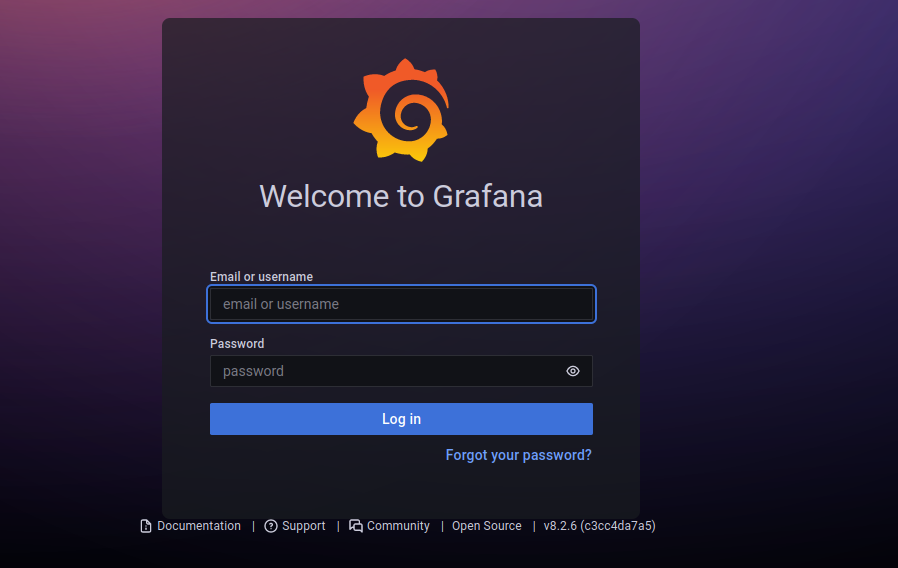 Welcome to Grafana
Email or username
email or username
Password
password
Log in
Forgot your password?
Documentation | Support | Community | Open Source | v8.2.6 (c3cc4da7a5)